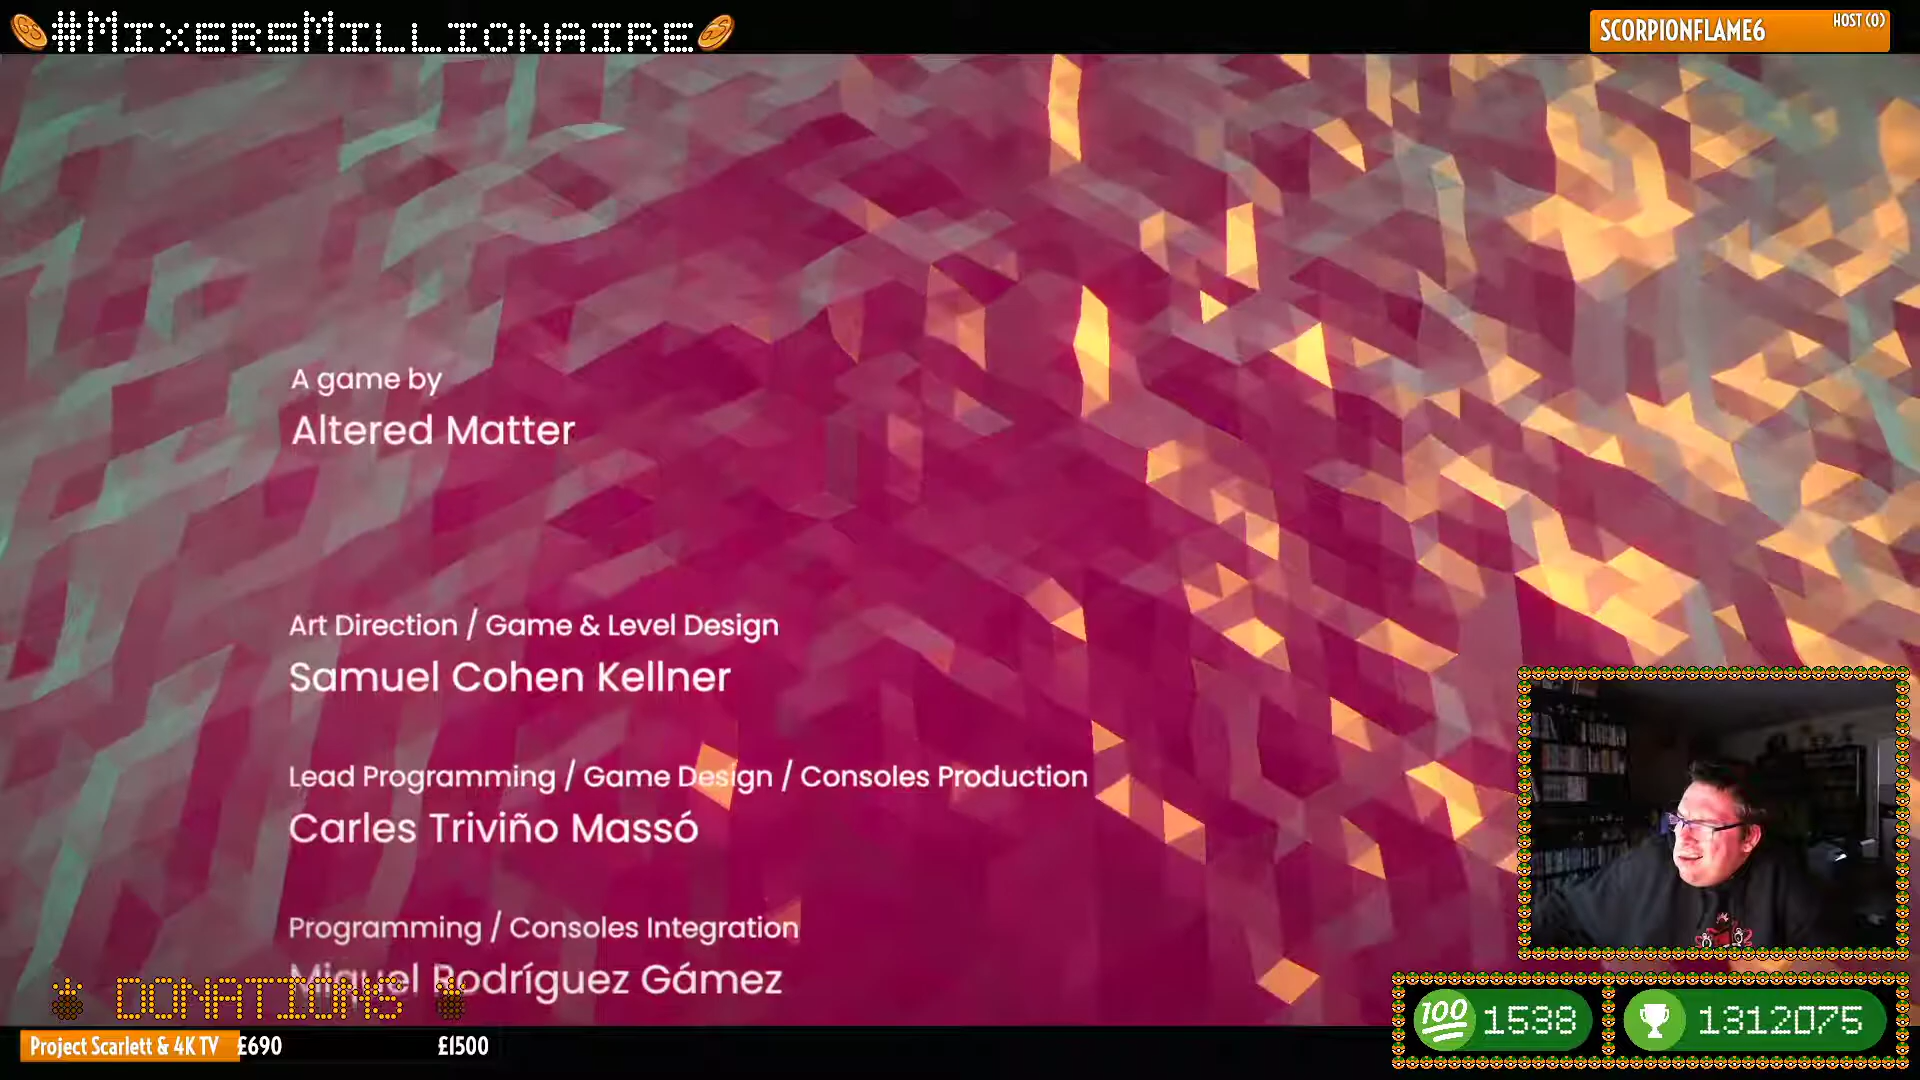 #MixersMillionaire
SCORPIONFLAME6
HOST (0)
A game by
Altered Matter
Art Direction / Game & Level Design
Samuel Cohen Kellner
Lead Programming / Game Design / Consoles Production
Carles Triviño Massó
Programming / Consoles Integration
Miguel Rodríguez Gámez
DONATIONS
Project Scarlett & 4K TV £690 £1500
100 1538
1312075